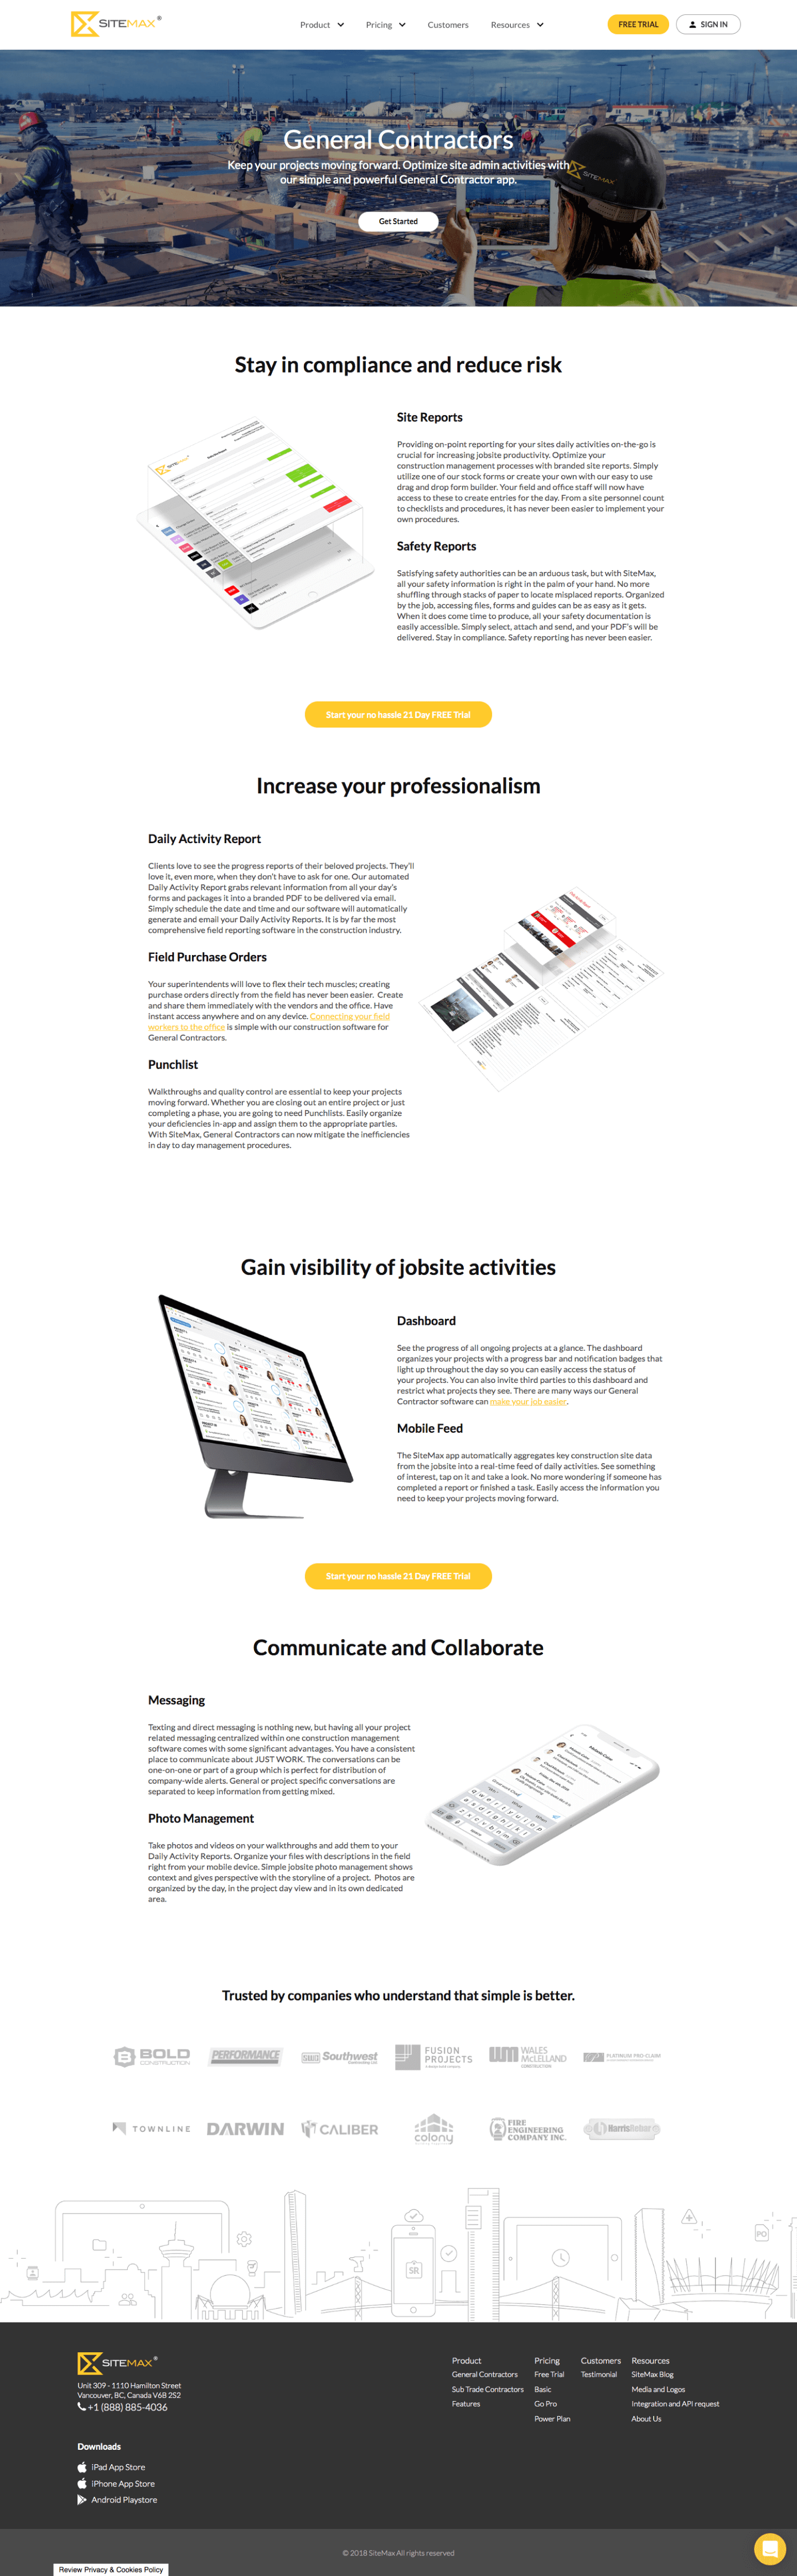 SITEMAX®
Product
Pricing
Customers
Resources
FREE TRIAL
SIGN IN
General Contractors
Keep your projects moving forward. Optimize site admin activities with
our simple and powerful General Contractor app.
SITEMAX
Get Started
Stay in compliance and reduce risk
SITEMAX
Site Reports
Providing on-point reporting for your sites daily activities on-the-go is
crucial for increasing jobsite productivity. Optimize your
construction management processes with branded site reports. Simply
utilize one of our stock forms or create your own with our easy to use
drag and drop form builder. Your field and office staff will now have
access to these to create entries for the day. From a site personnel count
to checklists and procedures, it has never been easier to implement your
own procedures.
Safety Reports
Satisfying safety authorities can be an arduous task, but with SiteMax,
all your safety information is right in the palm of your hand. No more
shuffling through stacks of paper to locate misplaced reports. Organized
by the job, accessing files, forms and guides can be as easy as it gets.
When it does come time to produce, all your safety documentation is
easily accessible. Simply select, attach and send, and your PDF's will be
delivered. Stay in compliance. Safety reporting has never been easier.
Start your no hassle 21 Day FREE Trial
Increase your professionalism
Daily Activity Report
Clients love to see the progress reports of their beloved projects. They'll
love it, even more, when they don't have to ask for one. Our automated
Daily Activity Report grabs relevant information from all your day's
forms and packages it into a branded PDF to be delivered via email.
Simply schedule the date and time and our software will automatically
generate and email your Daily Activity Reports. It is by far the most
comprehensive field reporting software in the construction industry.
Field Purchase Orders
Your superintendents will love to flex their tech muscles; creating
purchase orders directly from the field has never been easier. Create
and share them immediately with the vendors and the office. Have
instant access anywhere and on any device. Connecting your field
workers to the office is simple with our construction software for
General Contractors.
Punchlist
Walkthroughs and quality control are essential to keep your projects
moving forward. Whether you are closing out an entire project or just
completing a phase, you are going to need Punchlists. Easily organize
your deficiencies in-app and assign them to the appropriate parties.
With SiteMax, General Contractors can now mitigate the inefficiencies
in day to day management procedures.
Gain visibility of jobsite activities
Dashboard
See the progress of all ongoing projects at a glance. The dashboard
organizes your projects with a progress bar and notification badges that
light up throughout the day so you can easily access the status of
your projects. You can also invite third parties to this dashboard and
restrict what projects they see. There are many ways our General
Contractor software can make your job easier.
Mobile Feed
The SiteMax app automatically aggregates key construction site data
from the jobsite into a real-time feed of daily activities. See something
of interest, tap on it and take a look. No more wondering if someone has
completed a report or finished a task. Easily access the information you
need to keep your projects moving forward.
Start your no hassle 21 Day FREE Trial
Communicate and Collaborate
Messaging
Texting and direct messaging is nothing new, but having all your project
related messaging centralized within one construction management
software comes with some significant advantages. You have a consistent
place to communicate about JUST WORK. The conversations can be
one-on-one or part of a group which is perfect for distribution of
company-wide alerts. General or project specific conversations are
separated to keep information from getting mixed.
Photo Management
Take photos and videos on your walkthroughs and add them to your
Daily Activity Reports. Organize your files with descriptions in the field
right from your mobile device. Simple jobsite photo management shows
context and gives perspective with the storyline of a project. Photos are
organized by the day, in the project day view and in its own dedicated
area.
Trusted by companies who understand that simple is better.
BOLD
CONSTRUCTION
PERFORMANCE
Southwest
FUSION
PROJECTS
WALES
McLELLAND
CONSTRUCTION
PLATINUM PRO-CLAIM
TOWNLINE
DARWIN
CALIBER
colony
FIRE
ENGINEERING
COMPANY INC.
HarrisRebar
SR
PO
SITEMAX®
Unit 309 - 1110 Hamilton Street
Vancouver, BC, Canada V6B 2S2
+1 (888) 885-4036
Downloads
iPad App Store
iPhone App Store
Android Playstore
Product
General Contractors
Sub Trade Contractors
Features
Pricing
Free Trial
Basic
Go Pro
Power Plan
Customers
Testimonial
Resources
SiteMax Blog
Media and Logos
Integration and API request
About Us
© 2018 SiteMax All rights reserved
Review Privacy & Cookies Policy